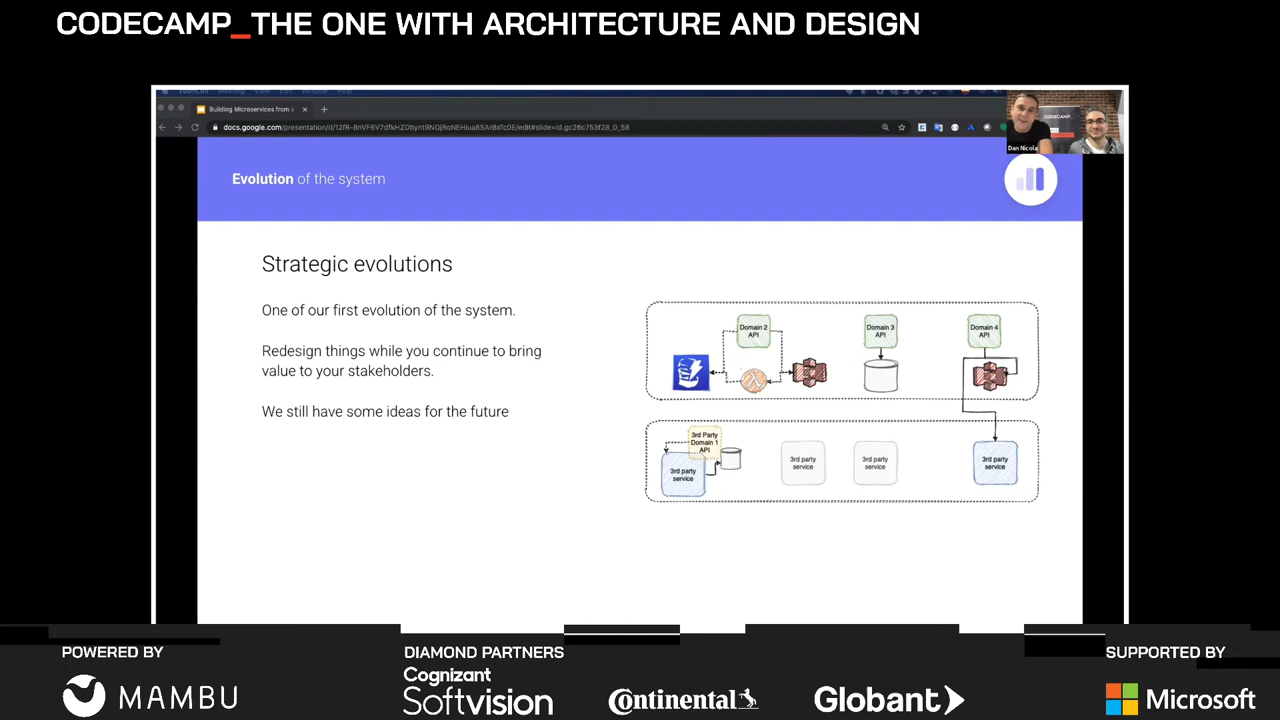 CODECAMP_THE ONE WITH ARCHITECTURE AND DESIGN
Building Microservices from
Dan Nicola
Evolution of the system
Strategic evolutions
One of our first evolution of the system.
Redesign things while you continue to bring
value to your stakeholders.
We still have some ideas for the future
Domain 2
API
Domain 3
API
Domain 4
API
3rd Party
Domain 1
API
3rd party
service
3rd party
service
3rd party
service
3rd party
service
POWERED BY
MAMBU
DIAMOND PARTNERS
Cognizant
Softvision
Continental
Globant
SUPPORTED BY
Microsoft